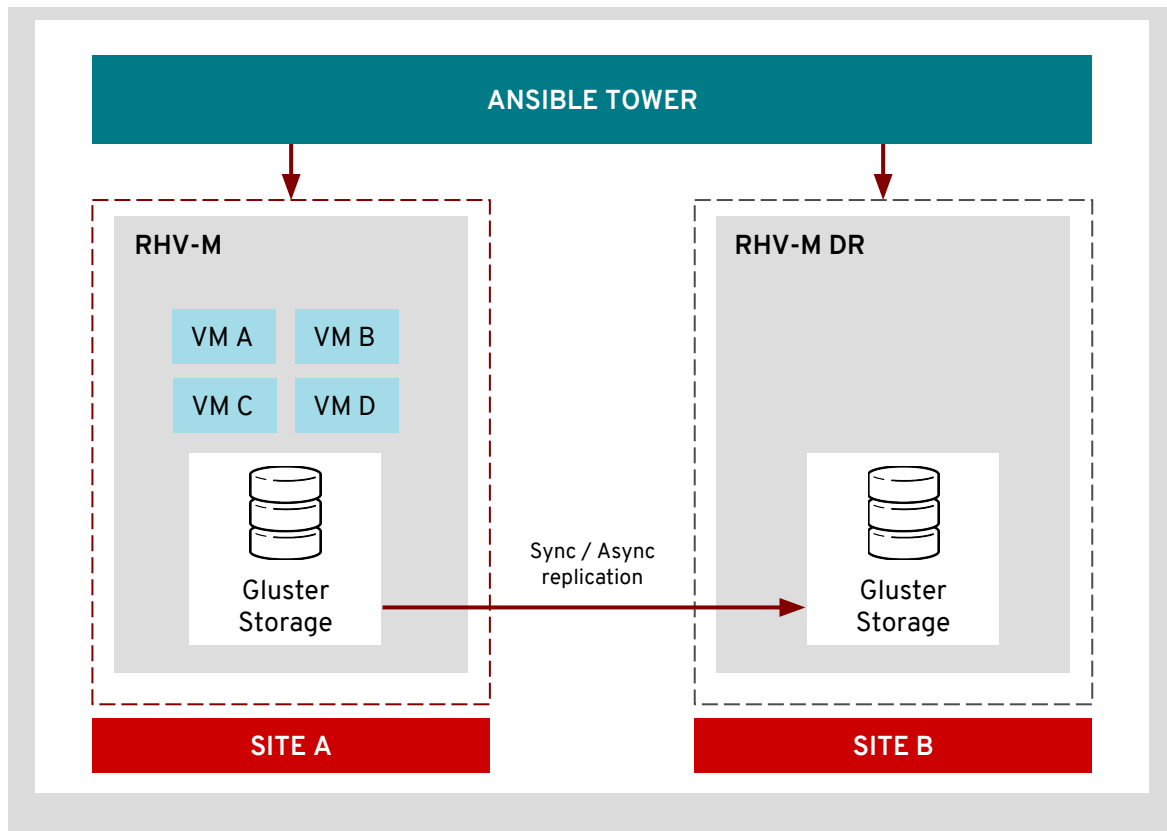 ANSIBLE TOWER
RHV-M
VM A
VM B
VM C
VM D
Gluster
Storage
Sync / Async
replication
RHV-M DR
Gluster
Storage
SITE A
SITE B